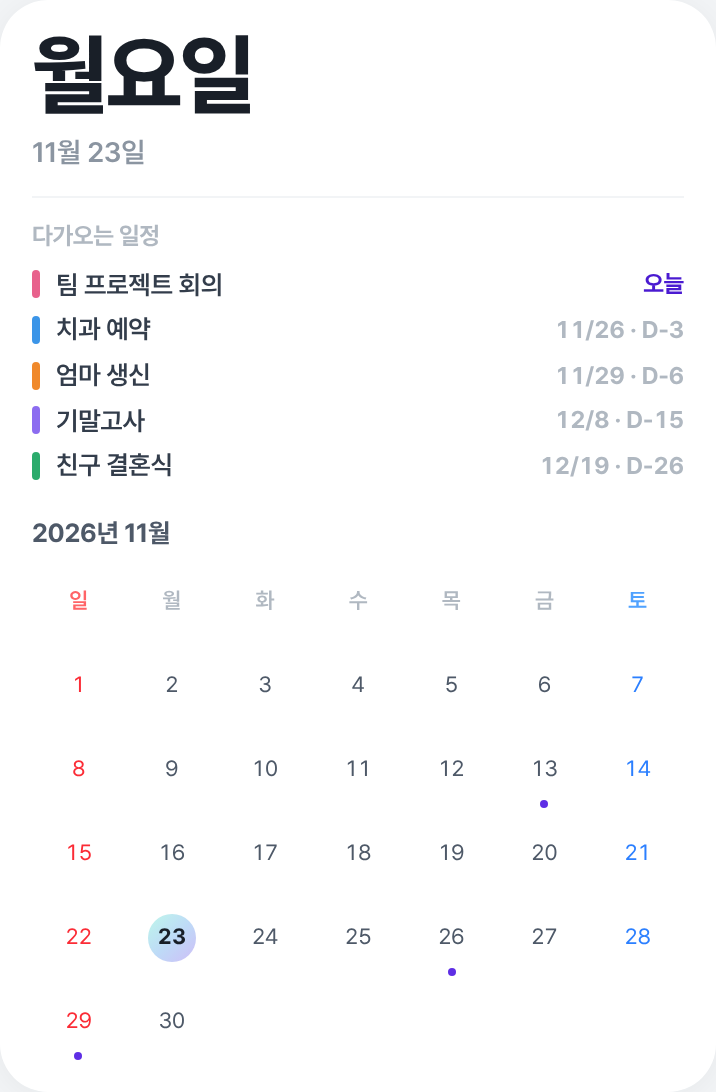 월요일
11월 23일
다가오는 일정
팀 프로젝트 회의 오늘
치과 예약 11/26 · D-3
엄마 생신 11/29 · D-6
기말고사 12/8 · D-15
친구 결혼식 12/19 · D-26
2026년 11월
일 월 화 수 목 금 토
1 2 3 4 5 6 7
8 9 10 11 12 13 14
15 16 17 18 19 20 21
22 23 24 25 26 27 28
29 30